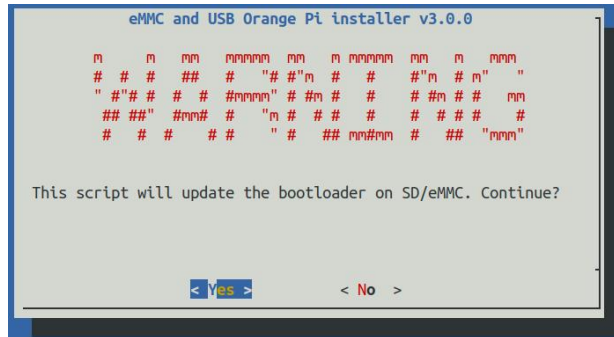 eMMC and USB Orange Pi installer v3.0.0
WARNING
This script will update the bootloader on SD/eMMC. Continue?
< Yes > < No >